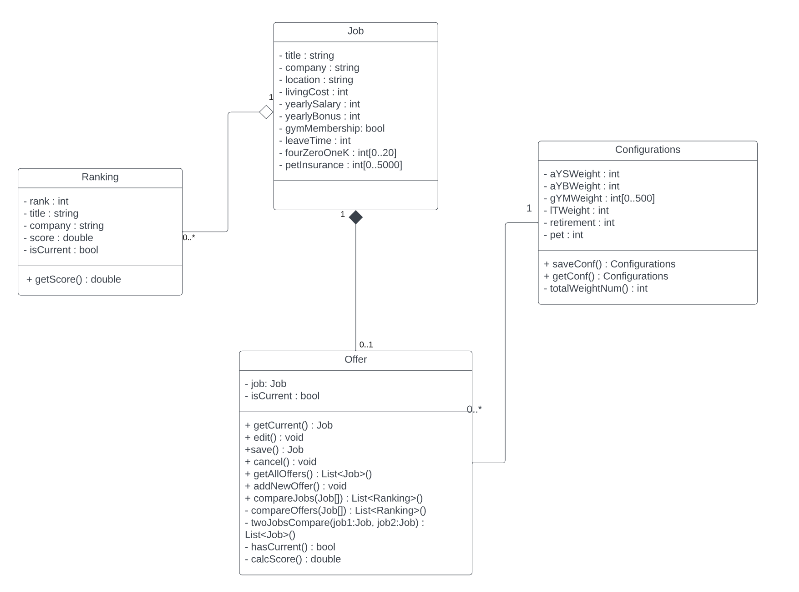 Job
- title : string
- company : string
- location : string
- livingCost : int
- yearlySalary : int
- yearlyBonus : int
- gymMembership: bool
- leaveTime : int
- fourZeroOneK : int[0..20]
- petInsurance : int[0..5000]
1
1
Ranking
- rank : int
- title : string
- company : string
- score : double
- isCurrent : bool
+ getScore() : double
0..*
Configurations
- aYSWeight : int
- aYBWeight : int
- gYMWeight : int[0..500]
- lTWeight : int
- retirement : int
- pet : int
+ saveConf() : Configurations
+ getConf() : Configurations
- totalWeightNum() : int
1
0..1
Offer
- job: Job
- isCurrent : bool
0..*
+ getCurrent() : Job
+ edit() : void
+save() : Job
+ cancel() : void
+ getAllOffers() : List<Job>()
+ addNewOffer() : void
+ compareJobs(Job[]) : List<Ranking>()
- compareOffers(Job[]) : List<Ranking>()
- twoJobsCompare(job1:Job, job2:Job) :
List<Job>()
- hasCurrent() : bool
- calcScore() : double